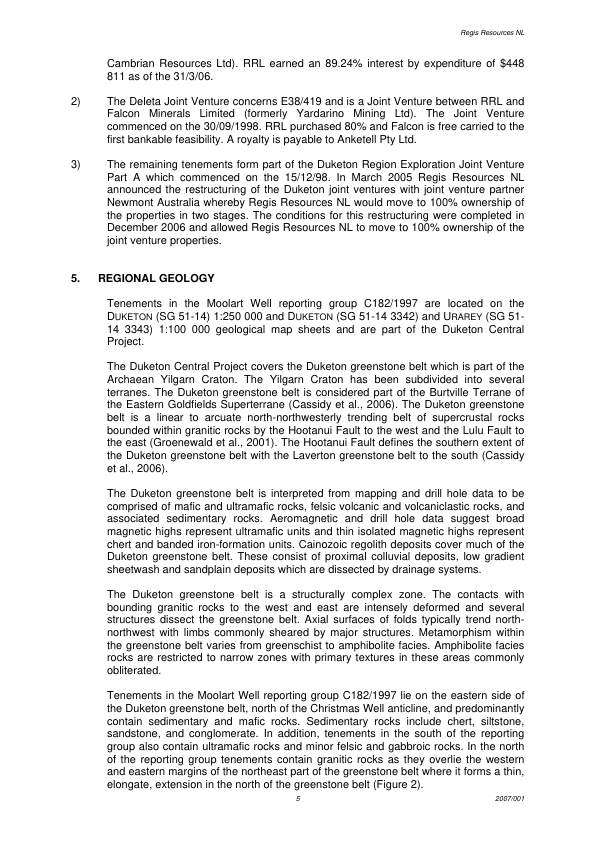 Regis Resources NL
Cambrian Resources Ltd). RRL earned an 89.24% interest by expenditure of $448
811 as of the 31/3/06.
2) The Deleta Joint Venture concerns E38/419 and is a Joint Venture between RRL and
Falcon Minerals Limited (formerly Yardarino Mining Ltd). The Joint Venture
commenced on the 30/09/1998. RRL purchased 80% and Falcon is free carried to the
first bankable feasibility. A royalty is payable to Anketell Pty Ltd.
3) The remaining tenements form part of the Duketon Region Exploration Joint Venture
Part A which commenced on the 15/12/98. In March 2005 Regis Resources NL
announced the restructuring of the Duketon joint ventures with joint venture partner
Newmont Australia whereby Regis Resources NL would move to 100% ownership of
the properties in two stages. The conditions for this restructuring were completed in
December 2006 and allowed Regis Resources NL to move to 100% ownership of the
joint venture properties.
5. REGIONAL GEOLOGY
Tenements in the Moolart Well reporting group C182/1997 are located on the
DUKETON (SG 51-14) 1:250 000 and DUKETON (SG 51-14 3342) and URAREY (SG 51-
14 3343) 1:100 000 geological map sheets and are part of the Duketon Central
Project.
The Duketon Central Project covers the Duketon greenstone belt which is part of the
Archaean Yilgarn Craton. The Yilgarn Craton has been subdivided into several
terranes. The Duketon greenstone belt is considered part of the Burtville Terrane of
the Eastern Goldfields Superterrane (Cassidy et al., 2006). The Duketon greenstone
belt is a linear to arcuate north-northwesterly trending belt of supercrustal rocks
bounded within granitic rocks by the Hootanui Fault to the west and the Lulu Fault to
the east (Groenewald et al., 2001). The Hootanui Fault defines the southern extent of
the Duketon greenstone belt with the Laverton greenstone belt to the south (Cassidy
et al., 2006).
The Duketon greenstone belt is interpreted from mapping and drill hole data to be
comprised of mafic and ultramafic rocks, felsic volcanic and volcaniclastic rocks, and
associated sedimentary rocks. Aeromagnetic and drill hole data suggest broad
magnetic highs represent ultramafic units and thin isolated magnetic highs represent
chert and banded iron-formation units. Cainozoic regolith deposits cover much of the
Duketon greenstone belt. These consist of proximal colluvial deposits, low gradient
sheetwash and sandplain deposits which are dissected by drainage systems.
The Duketon greenstone belt is a structurally complex zone. The contacts with
bounding granitic rocks to the west and east are intensely deformed and several
structures dissect the greenstone belt. Axial surfaces of folds typically trend north-
northwest with limbs commonly sheared by major structures. Metamorphism within
the greenstone belt varies from greenschist to amphibolite facies. Amphibolite facies
rocks are restricted to narrow zones with primary textures in these areas commonly
obliterated.
Tenements in the Moolart Well reporting group C182/1997 lie on the eastern side of
the Duketon greenstone belt, north of the Christmas Well anticline, and predominantly
contain sedimentary and mafic rocks. Sedimentary rocks include chert, siltstone,
sandstone, and conglomerate. In addition, tenements in the south of the reporting
group also contain ultramafic rocks and minor felsic and gabbroic rocks. In the north
of the reporting group tenements contain granitic rocks as they overlie the western
and eastern margins of the northeast part of the greenstone belt where it forms a thin,
elongate, extension in the north of the greenstone belt (Figure 2).
5 2007/001